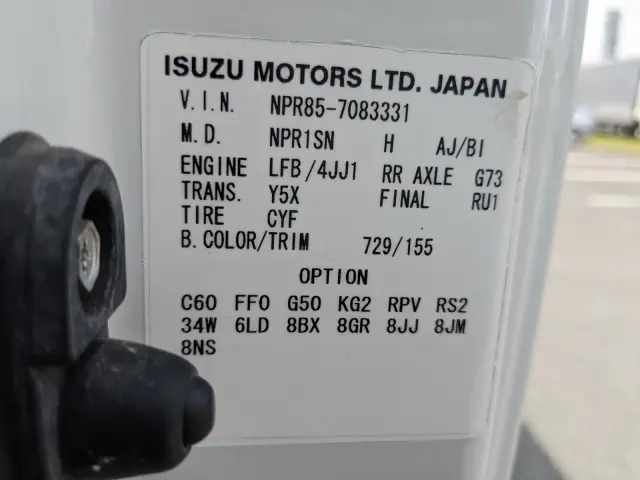 ISUZU MOTORS LTD. JAPAN
V.I.N. NPR85-7083331
M.D. NPR1SN H AJ/BI
ENGINE LFB/4JJ1 RR AXLE G73
TRANS. Y5X FINAL RU1
TIRE CYF
B.COLOR/TRIM 729/155
OPTION
C60 FF0 G50 KG2 RPV RS2
34W 6LD 8BX 8GR 8JJ 8JM
8NS